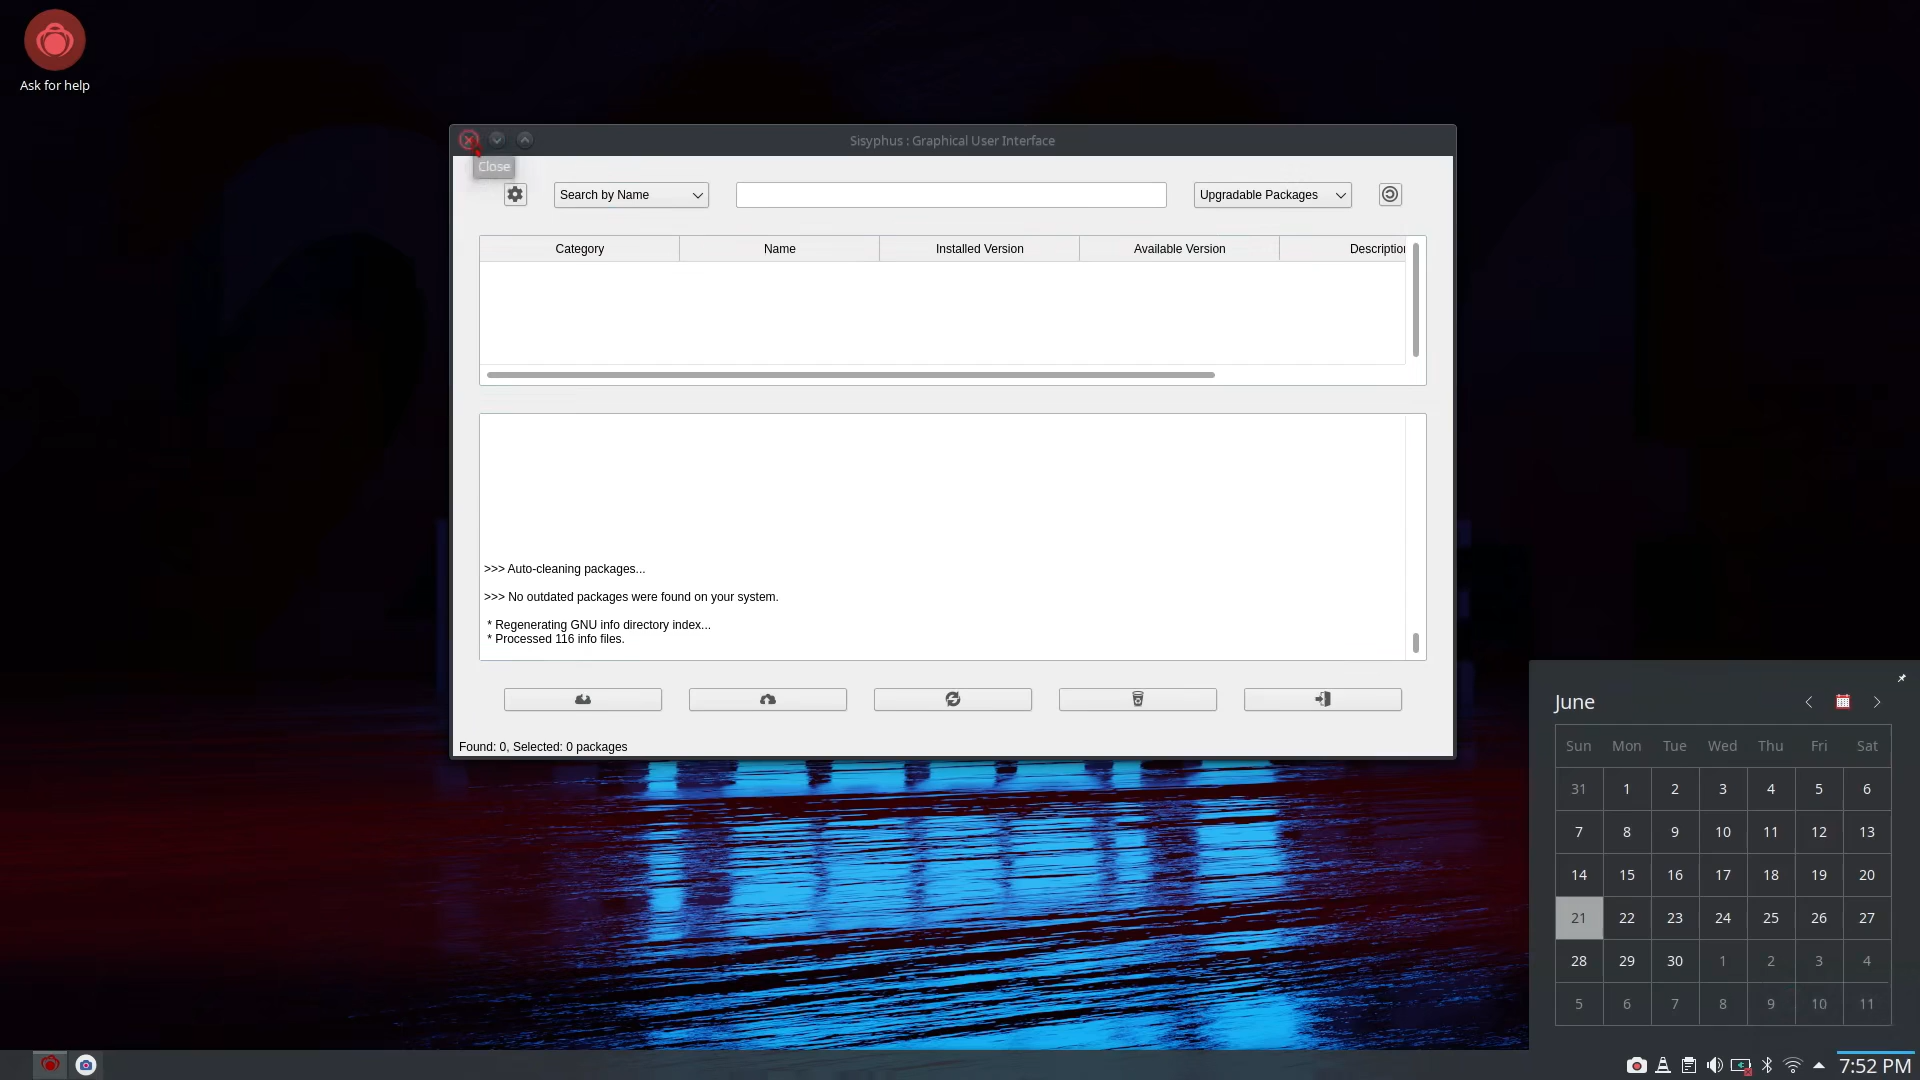 Ask for help
Sisyphus : Graphical User Interface
Close
Search by Name
Upgradable Packages
Category Name Installed Version Available Version Description
>>> Auto-cleaning packages...
>>> No outdated packages were found on your system.
* Regenerating GNU info directory index...
* Processed 116 info files.
Found: 0, Selected: 0 packages
June
Sun Mon Tue Wed Thu Fri Sat
31 1 2 3 4 5 6
7 8 9 10 11 12 13
14 15 16 17 18 19 20
21 22 23 24 25 26 27
28 29 30 1 2 3 4
5 6 7 8 9 10 11
7:52 PM